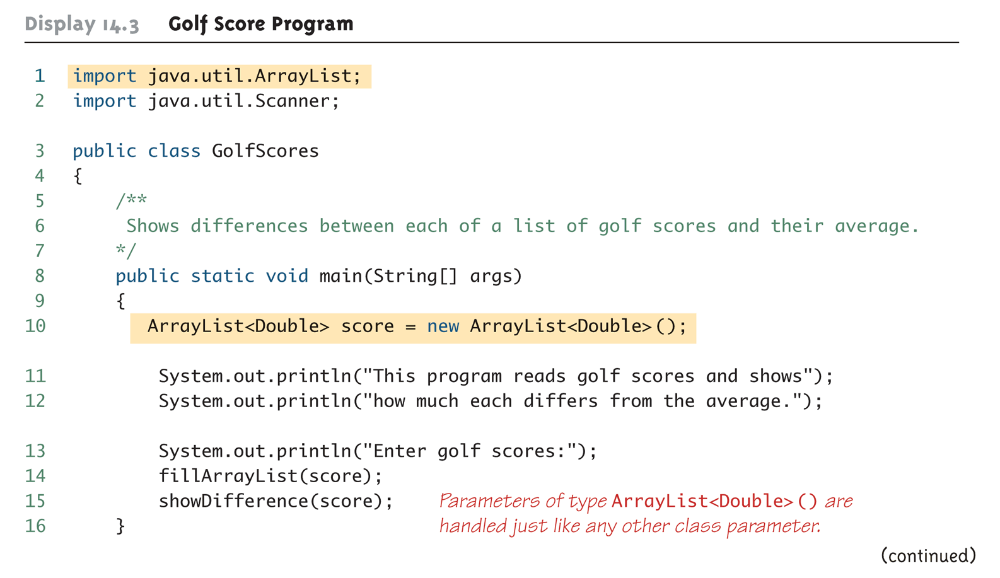 Display 14.3 Golf Score Program
1 import java.util.ArrayList;
2 import java.util.Scanner;
3 public class GolfScores
4 {
5 /**
6 Shows differences between each of a list of golf scores and their average.
7 */
8 public static void main(String[] args)
9 {
10 ArrayList<Double> score = new ArrayList<Double>();
11 System.out.println("This program reads golf scores and shows");
12 System.out.println("how much each differs from the average.");
13 System.out.println("Enter golf scores:");
14 fillArrayList(score);
15 showDifference(score); Parameters of type ArrayList<Double>() are
16 } handled just like any other class parameter.
(continued)